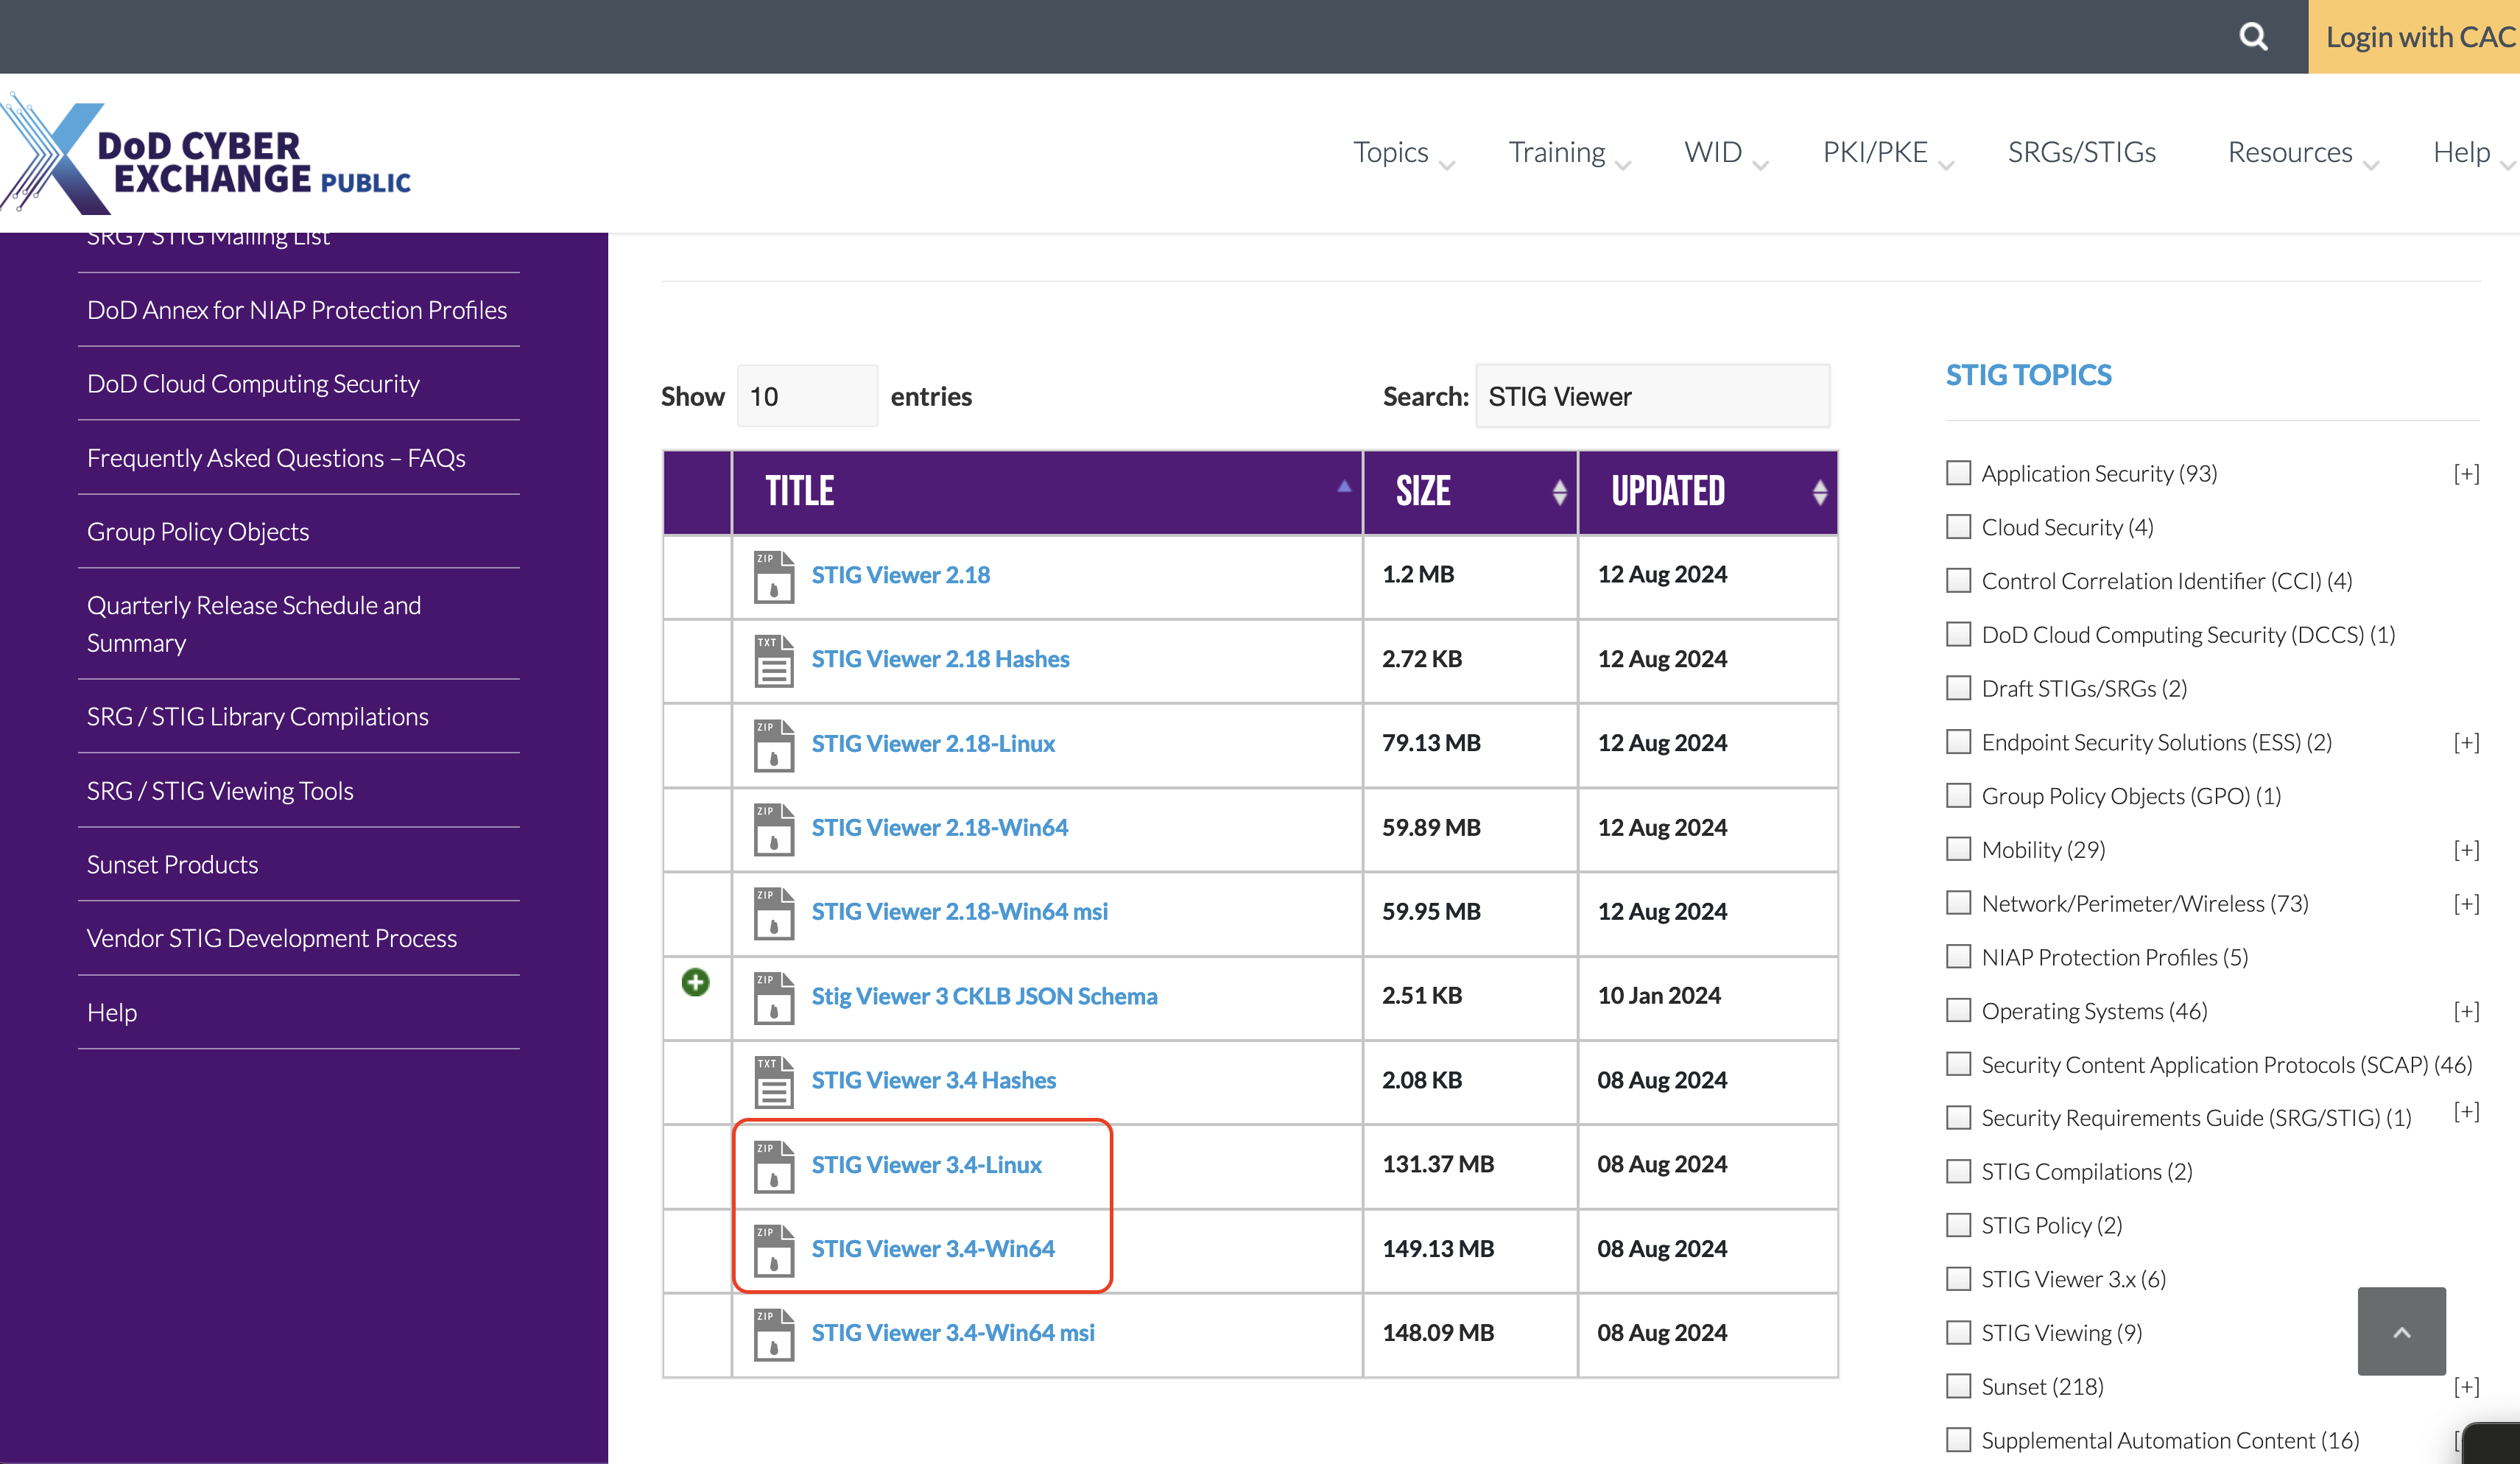 Login with CAC
DoD CYBER
EXCHANGE PUBLIC
Topics
Training
WID
PKI/PKE
SRGs/STIGs
Resources
Help
SRG / STIG Mailing List
DoD Annex for NIAP Protection Profiles
DoD Cloud Computing Security
Frequently Asked Questions – FAQs
Group Policy Objects
Quarterly Release Schedule and
Summary
SRG / STIG Library Compilations
SRG / STIG Viewing Tools
Sunset Products
Vendor STIG Development Process
Help
Show 10 entries
Search: STIG Viewer
TITLE SIZE UPDATED
ZIP STIG Viewer 2.18 1.2 MB 12 Aug 2024
TXT STIG Viewer 2.18 Hashes 2.72 KB 12 Aug 2024
ZIP STIG Viewer 2.18-Linux 79.13 MB 12 Aug 2024
ZIP STIG Viewer 2.18-Win64 59.89 MB 12 Aug 2024
ZIP STIG Viewer 2.18-Win64 msi 59.95 MB 12 Aug 2024
ZIP Stig Viewer 3 CKLB JSON Schema 2.51 KB 10 Jan 2024
TXT STIG Viewer 3.4 Hashes 2.08 KB 08 Aug 2024
ZIP STIG Viewer 3.4-Linux 131.37 MB 08 Aug 2024
ZIP STIG Viewer 3.4-Win64 149.13 MB 08 Aug 2024
ZIP STIG Viewer 3.4-Win64 msi 148.09 MB 08 Aug 2024
STIG TOPICS
Application Security (93) [+]
Cloud Security (4)
Control Correlation Identifier (CCI) (4)
DoD Cloud Computing Security (DCCS) (1)
Draft STIGs/SRGs (2)
Endpoint Security Solutions (ESS) (2) [+]
Group Policy Objects (GPO) (1)
Mobility (29) [+]
Network/Perimeter/Wireless (73) [+]
NIAP Protection Profiles (5)
Operating Systems (46) [+]
Security Content Application Protocols (SCAP) (46)
[+]
Security Requirements Guide (SRG/STIG) (1)
STIG Compilations (2)
STIG Policy (2)
STIG Viewer 3.x (6)
STIG Viewing (9)
Sunset (218) [+]
Supplemental Automation Content (16) [